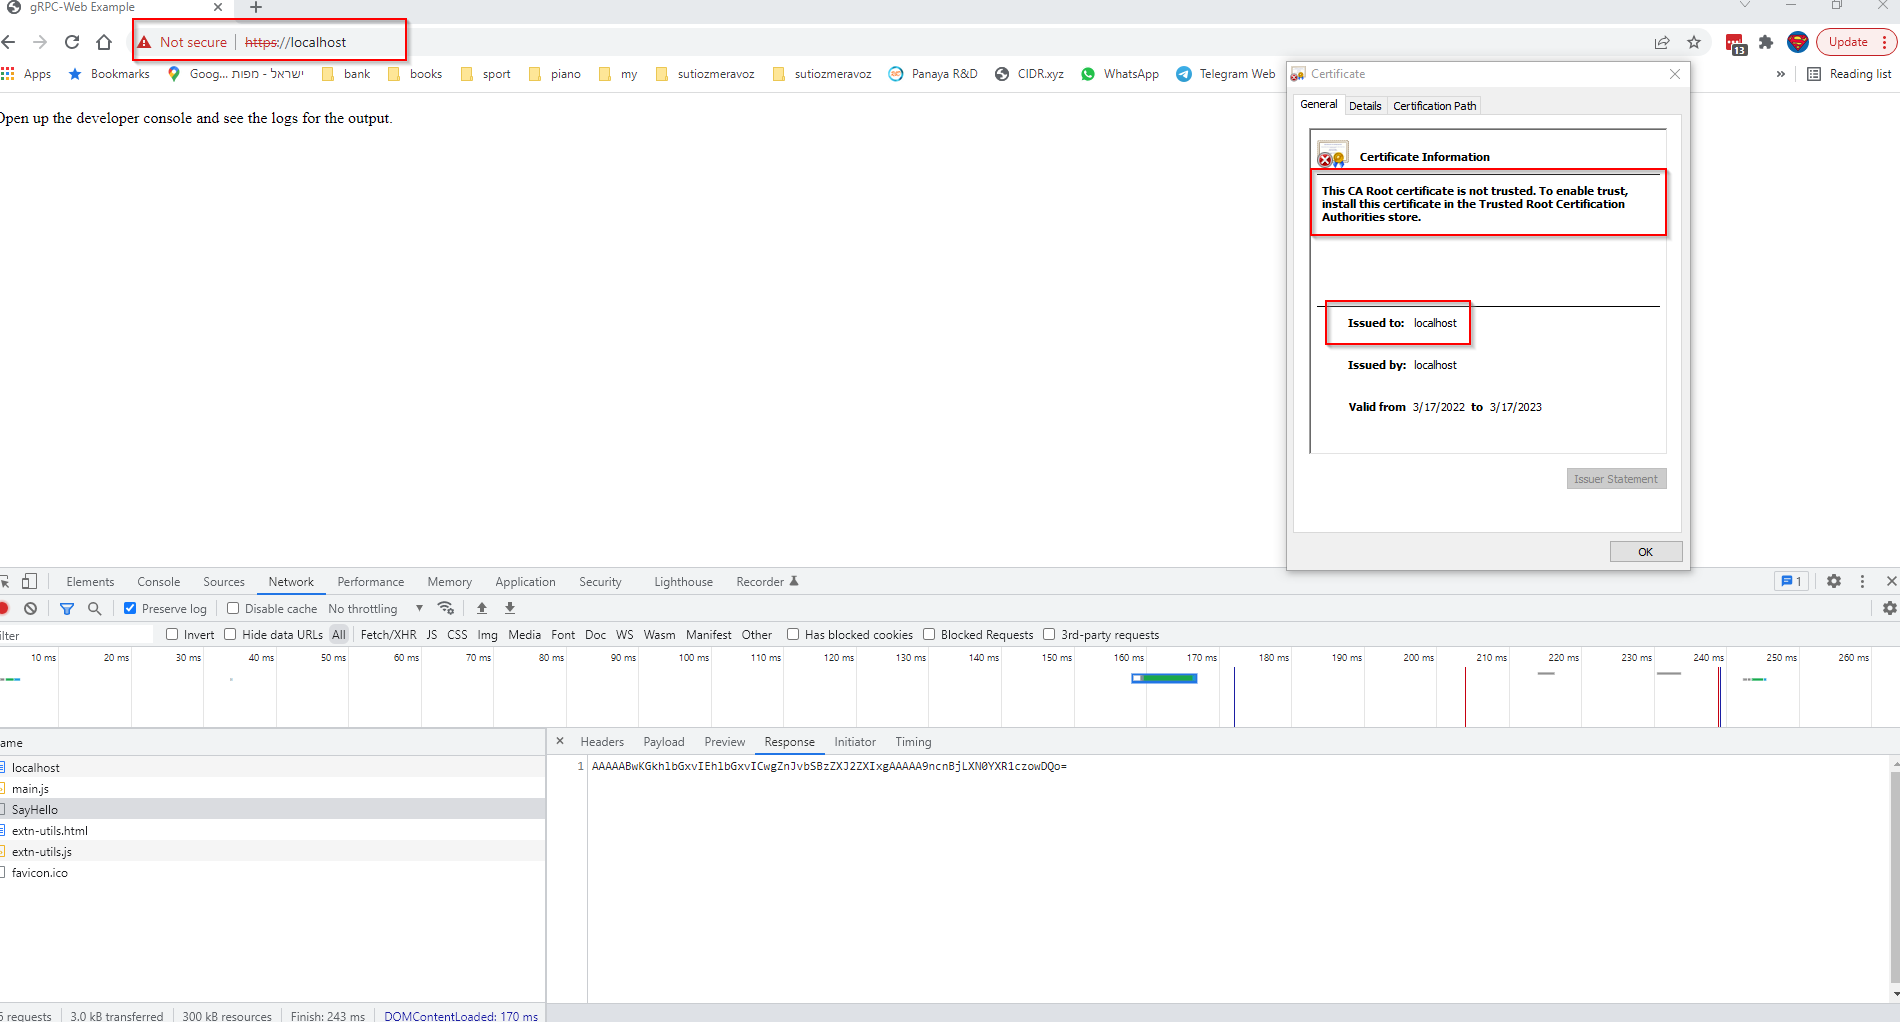 gRPC-Web Example
Not secure | https://localhost
13
Update
Apps Bookmarks Goog... ישראל - מפות bank books sport piano my sutiozmeravoz sutiozmeravoz Panaya R&D CIDR.xyz WhatsApp Telegram Web » Reading list
Open up the developer console and see the logs for the output.
Certificate
General Details Certification Path
Certificate Information
This CA Root certificate is not trusted. To enable trust,
install this certificate in the Trusted Root Certification
Authorities store.
Issued to: localhost
Issued by: localhost
Valid from 3/17/2022 to 3/17/2023
Issuer Statement
OK
Elements Console Sources Network Performance Memory Application Security Lighthouse Recorder 1
Preserve log Disable cache No throttling
ilter Invert Hide data URLs All Fetch/XHR JS CSS Img Media Font Doc WS Wasm Manifest Other Has blocked cookies Blocked Requests 3rd-party requests
10 ms 20 ms 30 ms 40 ms 50 ms 60 ms 70 ms 80 ms 90 ms 100 ms 110 ms 120 ms 130 ms 140 ms 150 ms 160 ms 170 ms 180 ms 190 ms 200 ms 210 ms 220 ms 230 ms 240 ms 250 ms 260 ms
ame
localhost
main.js
SayHello
extn-utils.html
extn-utils.js
favicon.ico
Headers Payload Preview Response Initiator Timing
1 AAAAABwKGkhlbGxvIEhlbGxvICwgZnJvbSBzZXJ2ZXIxgAAAAA9ncnBjLXN0YXR1czowDQo=
requests 3.0 kB transferred 300 kB resources Finish: 243 ms DOMContentLoaded: 170 ms